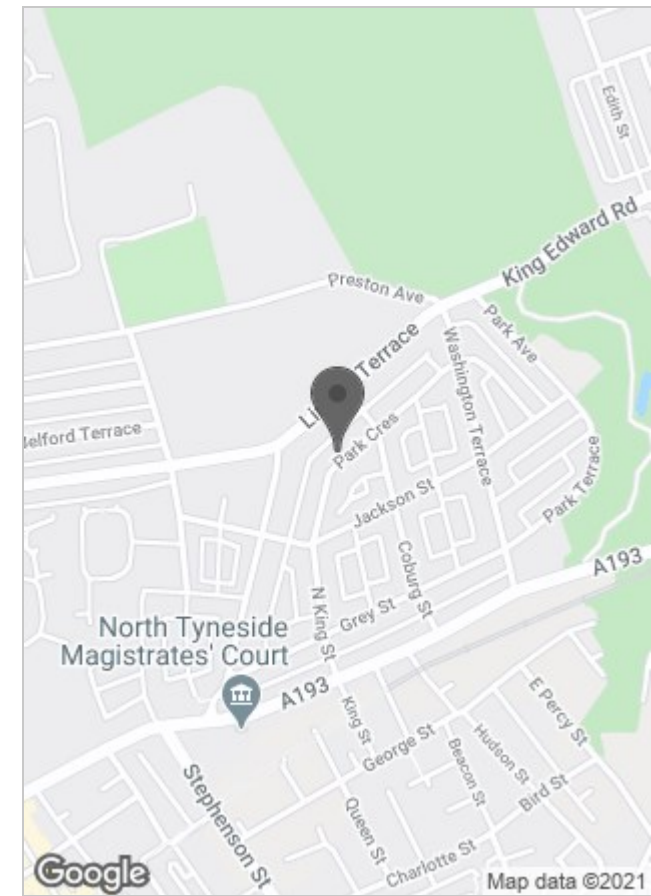 Edith St
King Edward Rd
Preston Ave
Park Ave
Washington Terrace
Terrace
Belford Terrace
Park Cres
Jackson St
Park Terrace
Coburg St
A193
N King St
Grey St
North Tyneside
Magistrates' Court
A193
King St
George St
E Percy St
Hudson St
Beacon St
Bird St
Stephenson St
Queen St
Charlotte St
Google
Map data ©2021